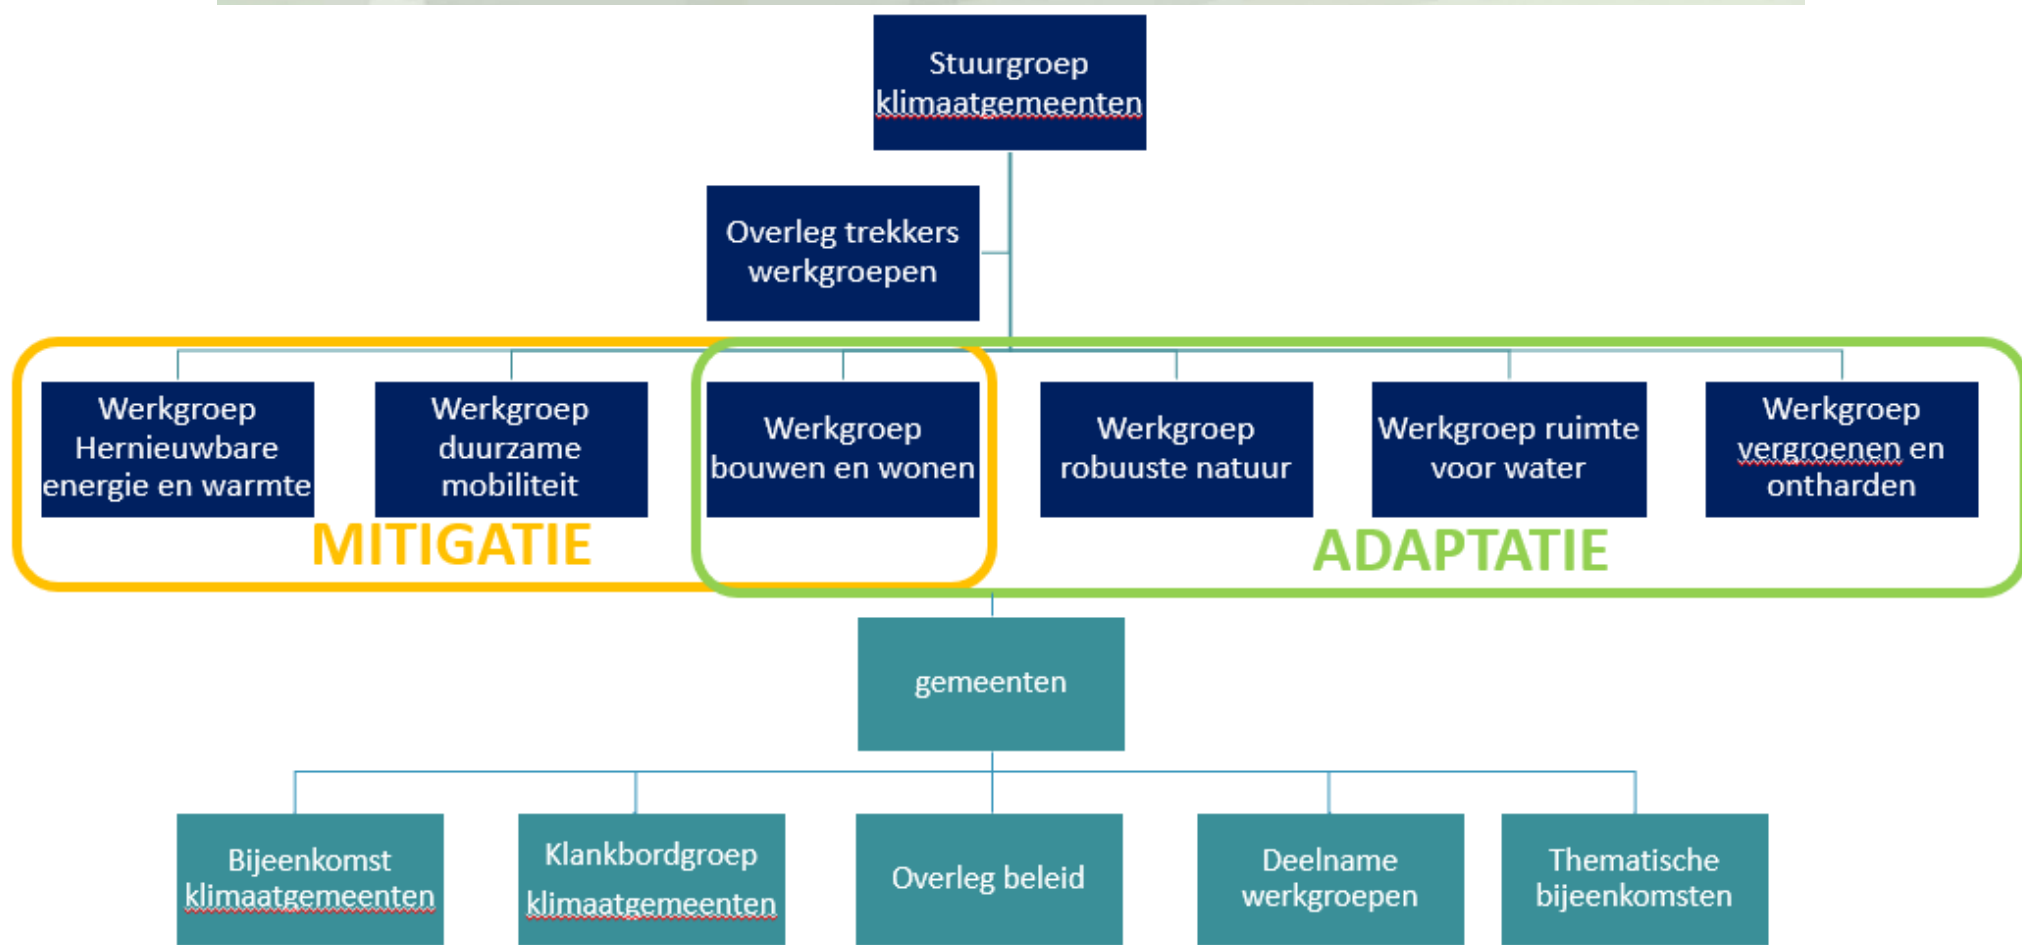 Stuurgroep
klimaatgemeenten
Overleg trekkers
werkgroepen
Werkgroep
Hernieuwbare
energie en warmte
Werkgroep
duurzame
mobiliteit
Werkgroep
bouwen en wonen
Werkgroep
robuuste natuur
Werkgroep ruimte
voor water
Werkgroep
vergroenen en
ontharden
MITIGATIE
ADAPTATIE
gemeenten
Bijeenkomst
klimaatgemeenten
Klankbordgroep
klimaatgemeenten
Overleg beleid
Deelname
werkgroepen
Thematische
bijeenkomsten